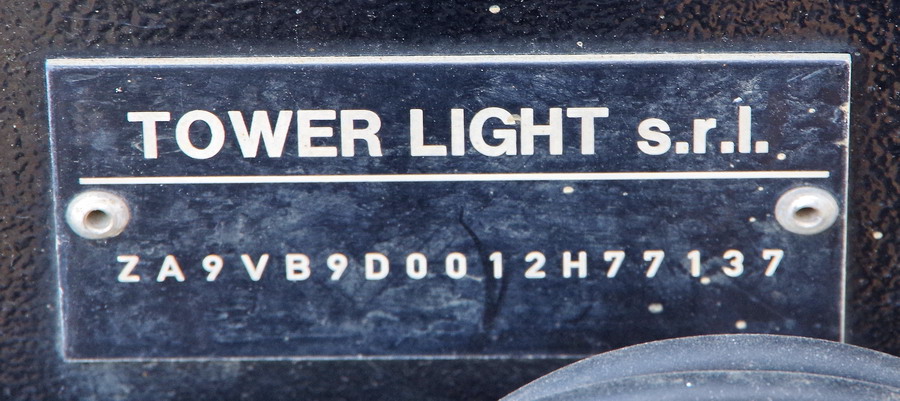 TOWER LIGHT s.r.l.
ZA9VB9D0012H77137